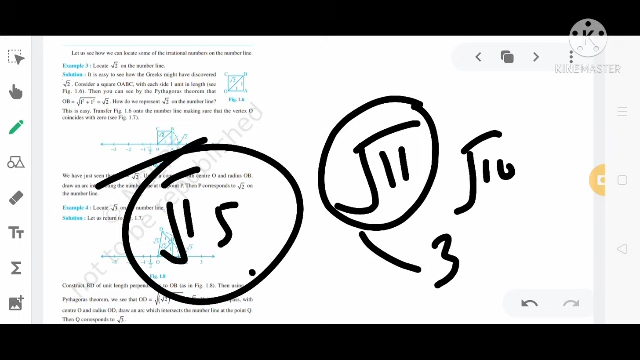 Let us see how we can locate some of the irrational numbers on the number line.
Example 3 : Locate √2 on the number line.
Solution : It is easy to see how the Greeks might have discovered
√2. Consider a square OABC, with each side 1 unit in length (see
Fig. 1.6). Then you can see by the Pythagoras theorem that
OB = √1² + 1² = √2. How do we represent √2 on the number line?
This is easy. Transfer Fig. 1.6 onto the number line making sure that the vertex O
coincides with zero (see Fig. 1.7).
Fig. 1.6
We have just seen that
draw an arc
the number line.
Example 4 : Locate √3 on
number line.
Solution : Let us return to
Fig. 1.8
Construct BD of unit length perpend
to OB (as in Fig. 1.8). Then using
Pythagoras theorem, we see that OD =
with
centre O and radius OD, draw an arc which intersects the number line at the point Q.
Then Q corresponds to √3.
not to be republished
√15
√11
√16
3
KINEMASTER
Tт
Σ